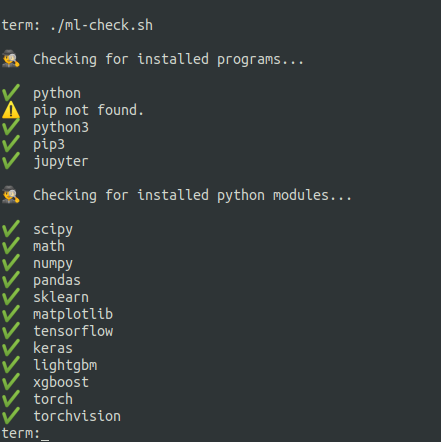 term: ./ml-check.sh
🕵 Checking for installed programs...
✔ python
⚠ pip not found.
✔ python3
✔ pip3
✔ jupyter
🕵 Checking for installed python modules...
✔ scipy
✔ math
✔ numpy
✔ pandas
✔ sklearn
✔ matplotlib
✔ tensorflow
✔ keras
✔ lightgbm
✔ xgboost
✔ torch
✔ torchvision
term: